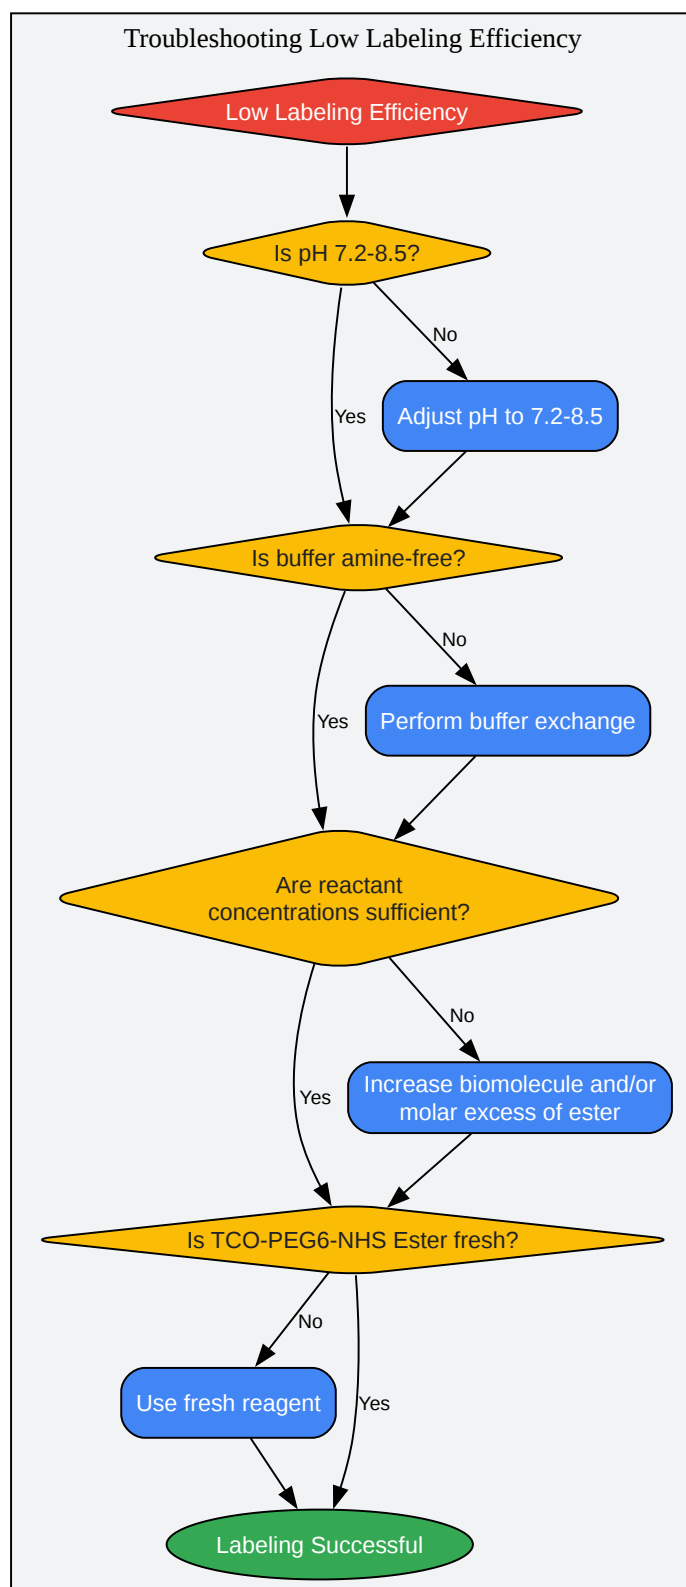 Troubleshooting Low Labeling Efficiency
Low Labeling Efficiency
Is pH 7.2-8.5?
No
Yes
Adjust pH to 7.2-8.5
Is buffer amine-free?
No
Yes
Perform buffer exchange
Are reactant
concentrations sufficient?
No
Yes
Increase biomolecule and/or
molar excess of ester
Is TCO-PEG6-NHS Ester fresh?
No
Yes
Use fresh reagent
Labeling Successful